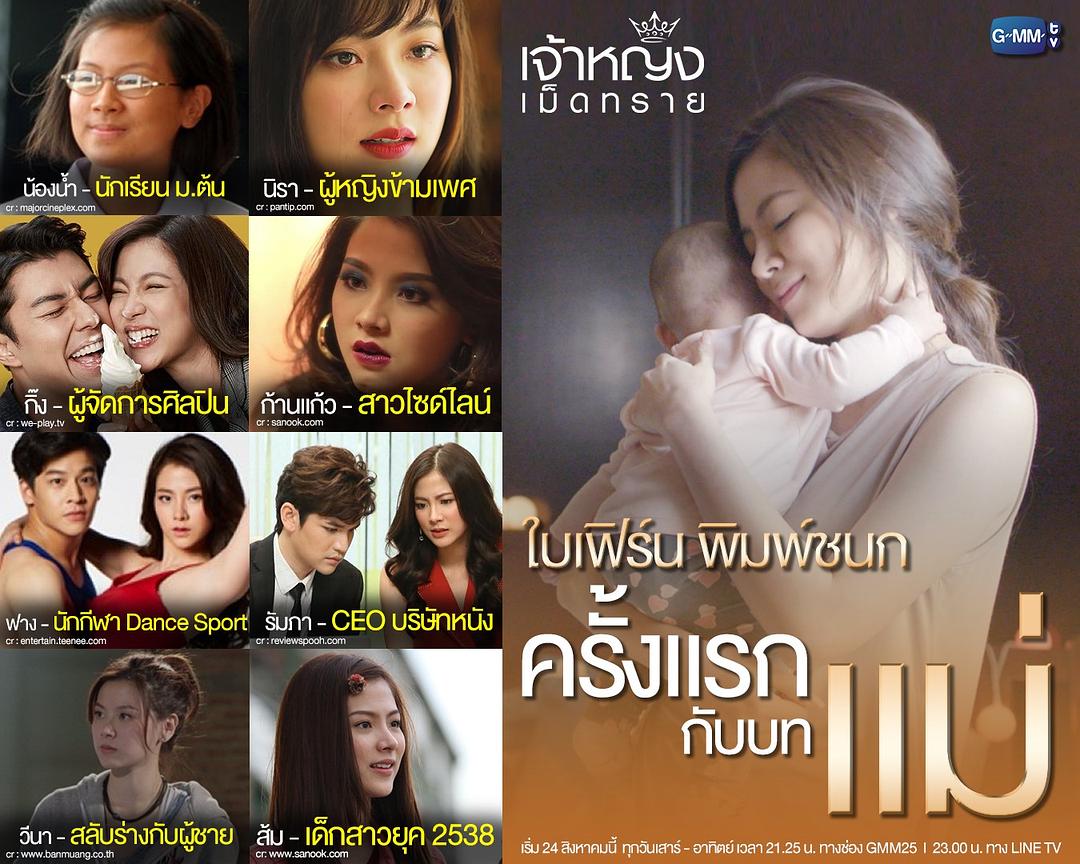 น้องน้ำ - นักเรียน ม.ต้น
cr : majorcineplex.com
นิรา - ผู้หญิงข้ามเพศ
cr : pantip.com
กิ๊ง - ผู้จัดการศิลปิน
cr : we-play.tv
ก้านแก้ว - สาวไซด์ไลน์
cr : sanook.com
ฟาง - นักกีฬา Dance Sport
cr : entertain.teenee.com
รัมภา - CEO บริษัทหนัง
cr : reviewspooh.com
วีนา - สลับร่างกับผู้ชาย
cr : www.banmuang.co.th
ส้ม - เด็กสาวยุค 2538
cr: www.sanook.com
เจ้าหญิง
เม็ดทราย
GMM TV
ใบเฟิร์น พิมพ์ชนก
ครั้งแรก
กับบท แม่
เริ่ม 24 สิงหาคมนี้ ทุกวันเสาร์ - อาทิตย์ เวลา 21.25 น. ทางช่อง GMM25 | 23.00 น. ทาง LINE TV